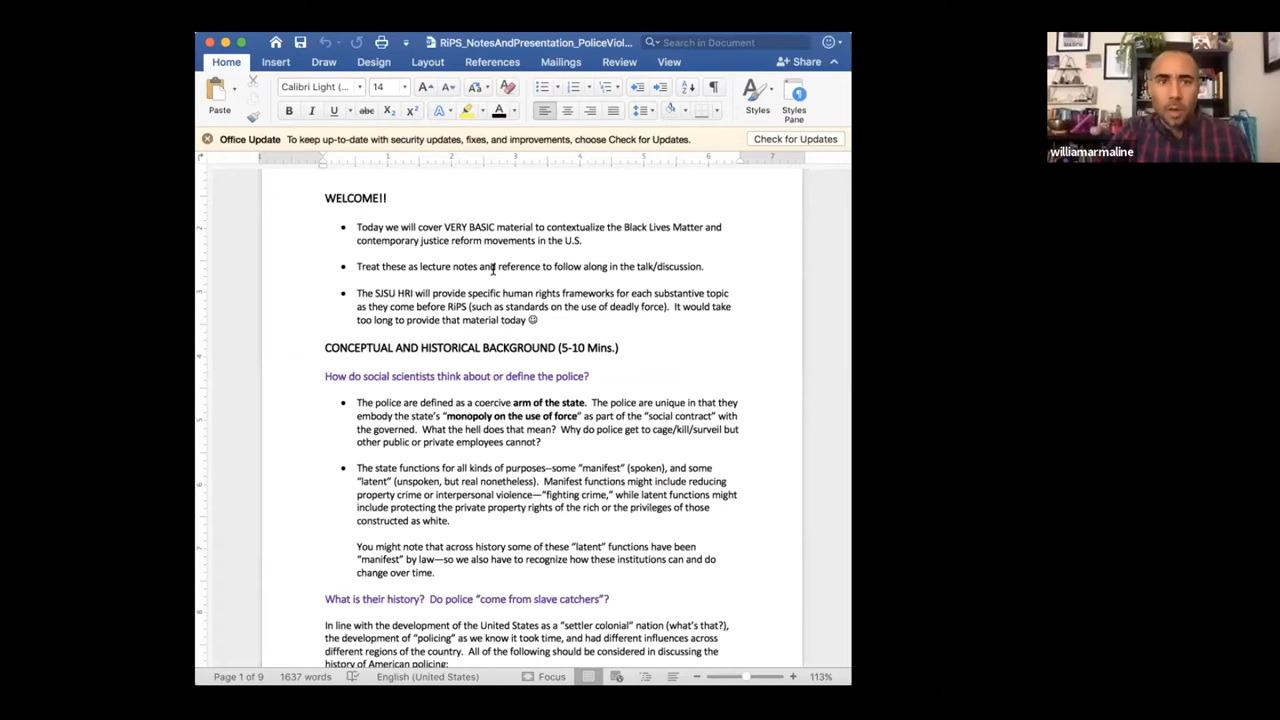 RiPS_NotesAndPresentation_PoliceViol...
Search in Document
Home Insert Draw Design Layout References Mailings Review View Share
Paste
Calibri Light (... 14
Styles
Styles Pane
Office Update To keep up-to-date with security updates, fixes, and improvements, choose Check for Updates. Check for Updates
1 1 2 3 4 5 6 7
WELCOME!!
• Today we will cover VERY BASIC material to contextualize the Black Lives Matter and
contemporary justice reform movements in the U.S.
• Treat these as lecture notes and reference to follow along in the talk/discussion.
• The SJSU HRI will provide specific human rights frameworks for each substantive topic
as they come before RiPS (such as standards on the use of deadly force). It would take
too long to provide that material today ☺
CONCEPTUAL AND HISTORICAL BACKGROUND (5-10 Mins.)
How do social scientists think about or define the police?
• The police are defined as a coercive arm of the state. The police are unique in that they
embody the state's "monopoly on the use of force" as part of the "social contract" with
the governed. What the hell does that mean? Why do police get to cage/kill/surveil but
other public or private employees cannot?
• The state functions for all kinds of purposes--some "manifest" (spoken), and some
"latent" (unspoken, but real nonetheless). Manifest functions might include reducing
property crime or interpersonal violence—"fighting crime," while latent functions might
include protecting the private property rights of the rich or the privileges of those
constructed as white.
You might note that across history some of these "latent" functions have been
"manifest" by law—so we also have to recognize how these institutions can and do
change over time.
What is their history? Do police "come from slave catchers"?
In line with the development of the United States as a "settler colonial" nation (what's that?),
the development of "policing" as we know it took time, and had different influences across
different regions of the country. All of the following should be considered in discussing the
history of American policing:
Page 1 of 9 1637 words English (United States) Focus 113%
williamarmaline